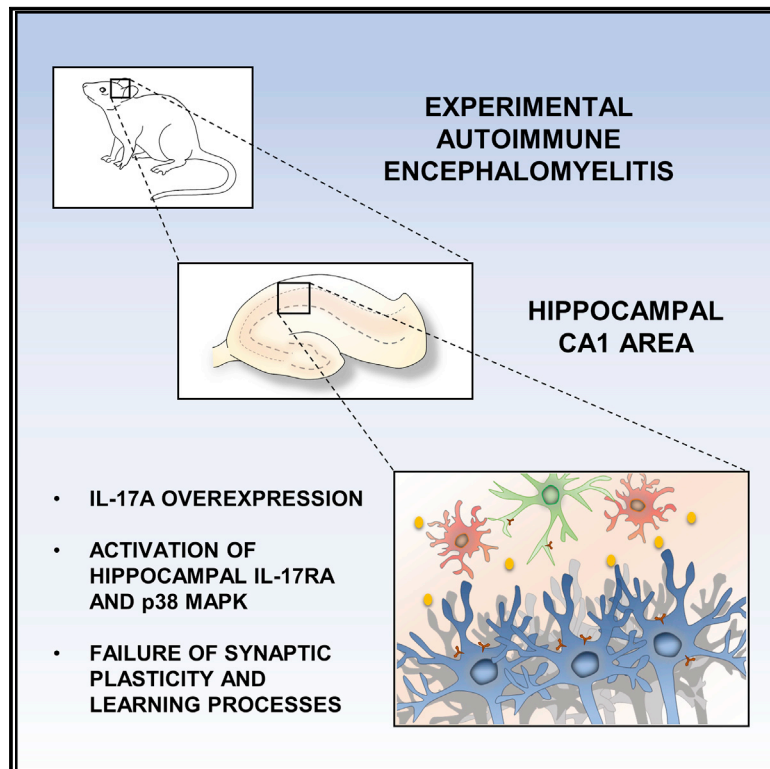 EXPERIMENTAL
AUTOIMMUNE
ENCEPHALOMYELITIS
HIPPOCAMPAL
CA1 AREA
• IL-17A OVEREXPRESSION
• ACTIVATION OF
HIPPOCAMPAL IL-17RA
AND p38 MAPK
• FAILURE OF SYNAPTIC
PLASTICITY AND
LEARNING PROCESSES